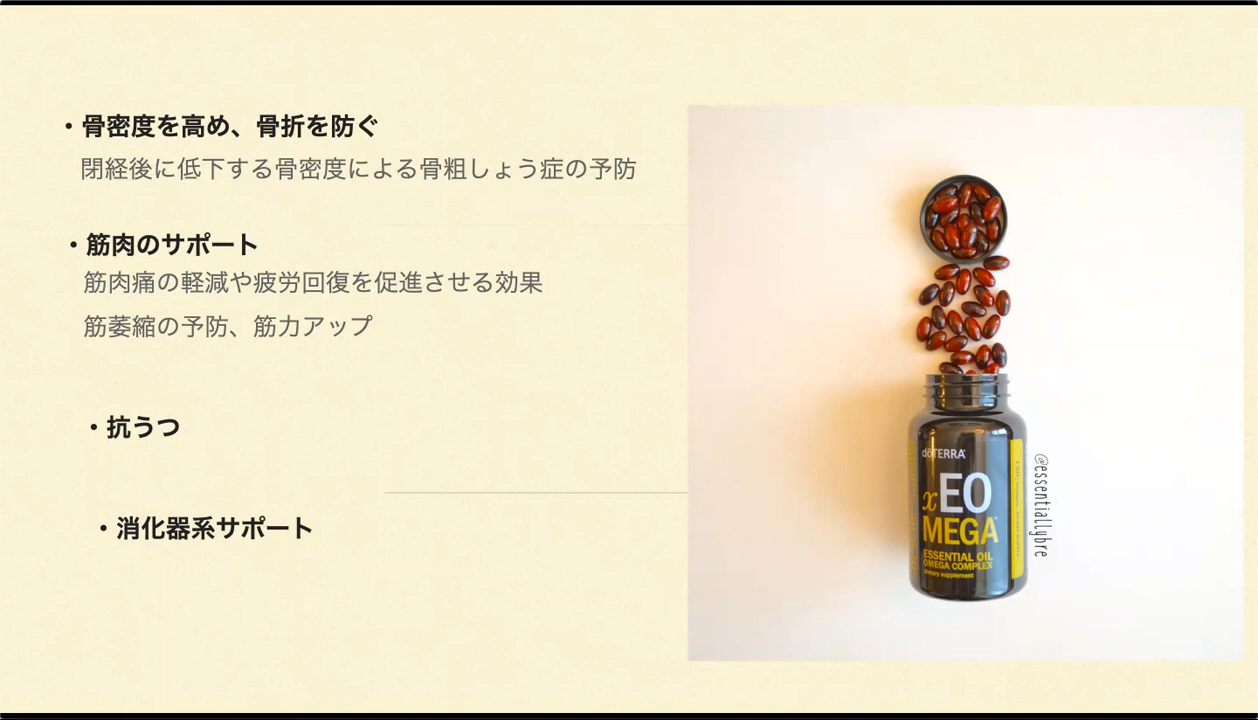 ・骨密度を高め、骨折を防ぐ
閉経後に低下する骨密度による骨粗しょう症の予防
・筋肉のサポート
筋肉痛の軽減や疲労回復を促進させる効果
筋萎縮の予防、筋力アップ
・抗うつ
・消化器系サポート
dōTERRA
xEO
MEGA
ESSENTIAL OIL
OMEGA COMPLEX
dietary supplement
@essentiallybre